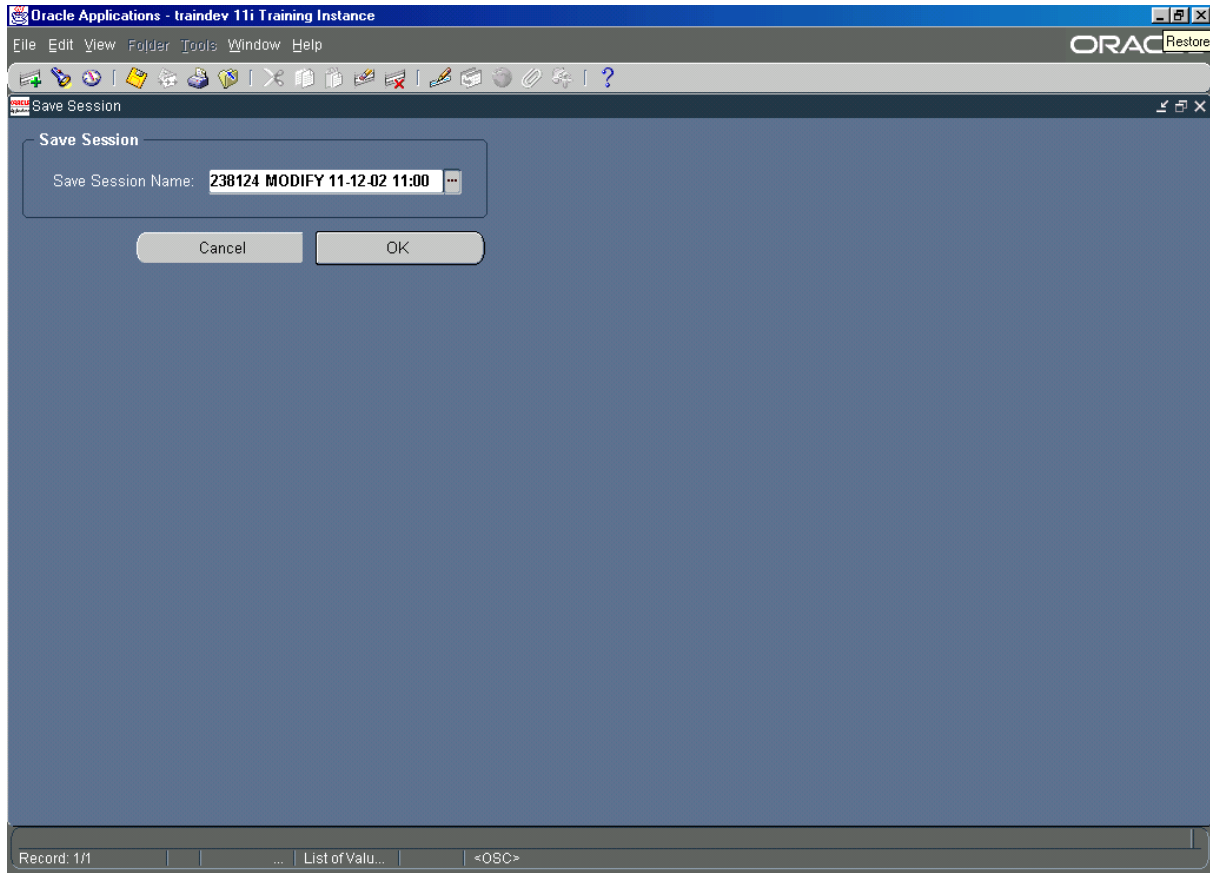 Oracle Applications - traindev 11i Training Instance
File Edit View Folder Tools Window Help
ORAC
Restore
?
Save Session
Save Session
Save Session Name: 238124 MODIFY 11-12-02 11:00 ...
Cancel OK
Record: 1/1 ... List of Valu... <OSC>